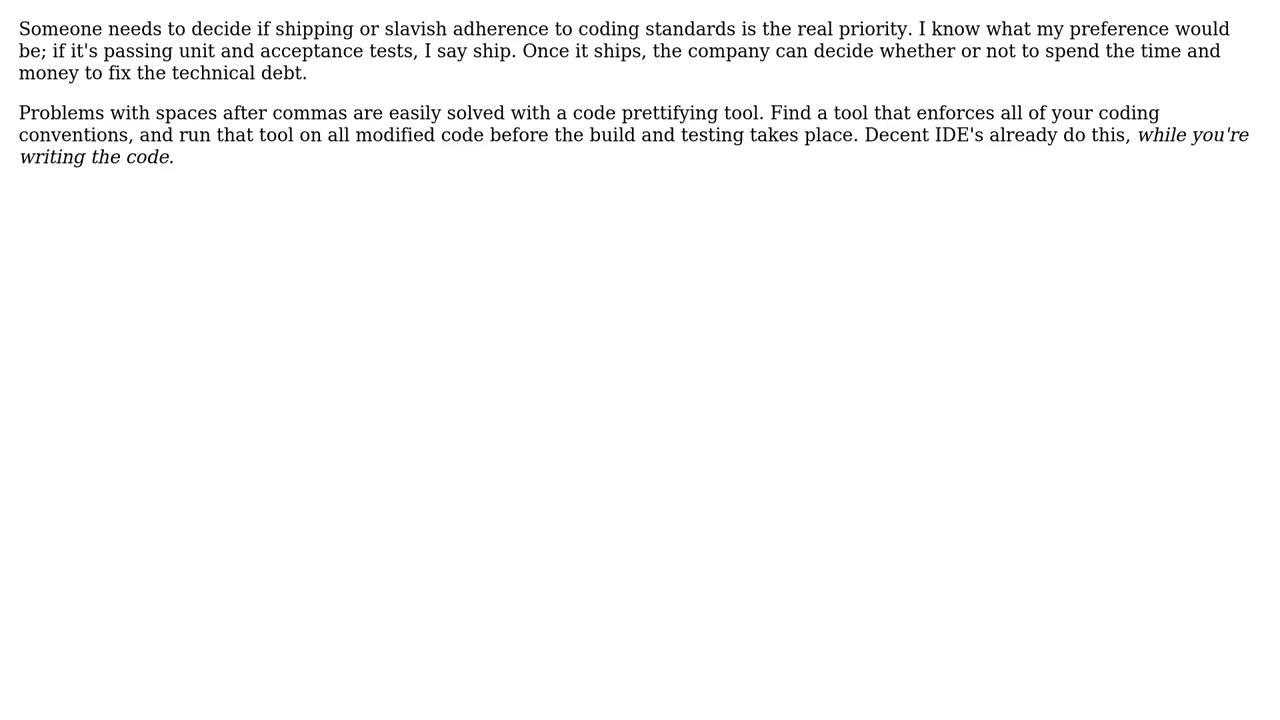 Someone needs to decide if shipping or slavish adherence to coding standards is the real priority. I know what my preference would
be; if it's passing unit and acceptance tests, I say ship. Once it ships, the company can decide whether or not to spend the time and
money to fix the technical debt.
Problems with spaces after commas are easily solved with a code prettifying tool. Find a tool that enforces all of your coding
conventions, and run that tool on all modified code before the build and testing takes place. Decent IDE's already do this, while you're
writing the code.